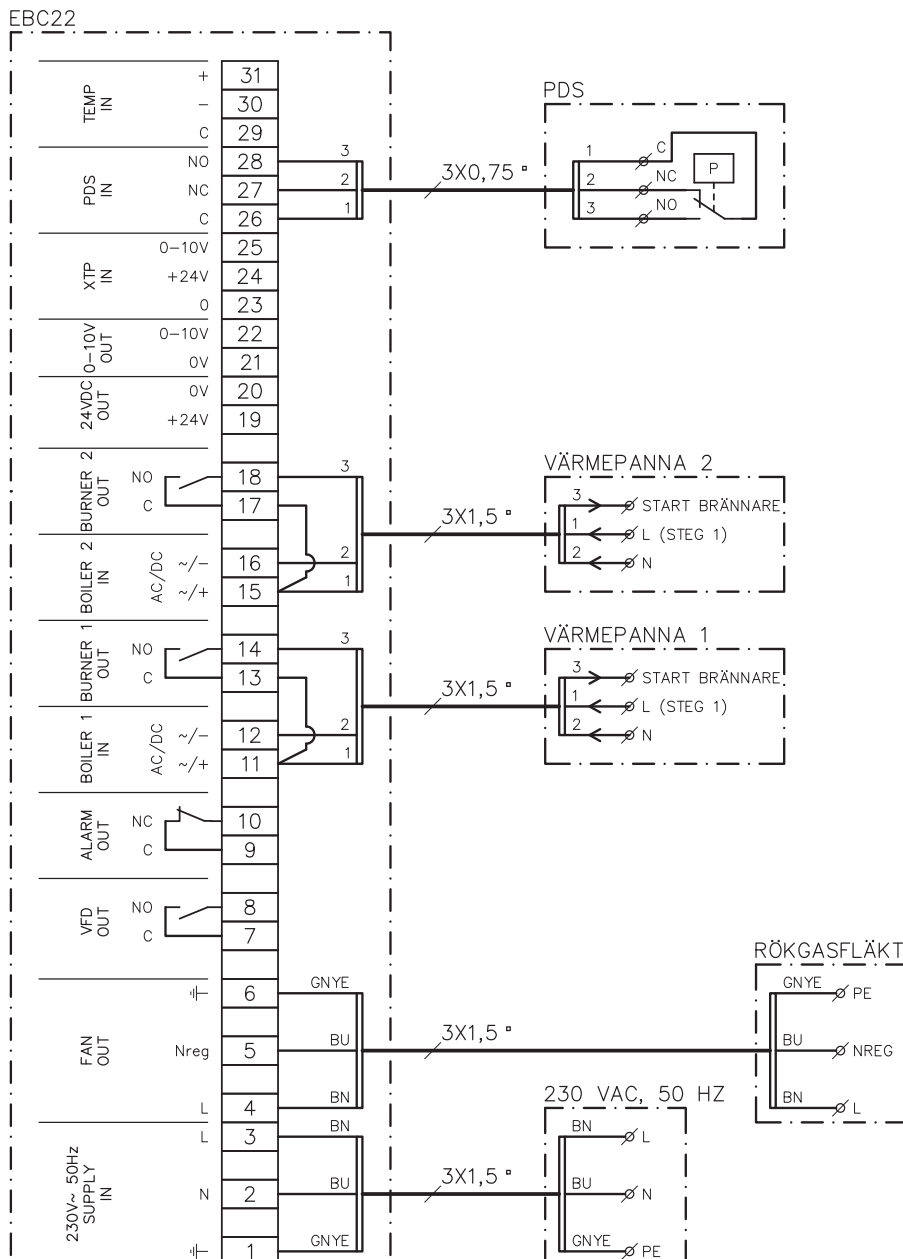 EBC22
TEMP IN
+ 31
- 30
C 29
PDS IN
NO 28 3
NC 27 2
C 26 1
3X0,75 ▫
PDS
1 C
2 NC
3 NO
P
XTP IN
0-10V 25
+24V 24
0 23
0-10V OUT
0-10V 22
0V 21
24VDC OUT
0V 20
+24V 19
BURNER 2 OUT
NO 18 3
C 17
BOILER 2 IN
AC/DC
~/- 16 2
~/+ 15 1
3X1,5 ▫
VÄRMEPANNA 2
3 START BRÄNNARE
1 L (STEG 1)
2 N
BURNER 1 OUT
NO 14 3
C 13
BOILER 1 IN
AC/DC
~/- 12 2
~/+ 11 1
3X1,5 ▫
VÄRMEPANNA 1
3 START BRÄNNARE
1 L (STEG 1)
2 N
ALARM OUT
NC 10
C 9
VFD OUT
NO 8
C 7
FAN OUT
6 GNYE
Nreg 5 BU
L 4 BN
3X1,5 ▫
RÖKGASFLÄKT
GNYE PE
BU NREG
BN L
230V~ 50Hz SUPPLY IN
L 3 BN
N 2 BU
1 GNYE
3X1,5 ▫
230 VAC, 50 HZ
BN L
BU N
GNYE PE